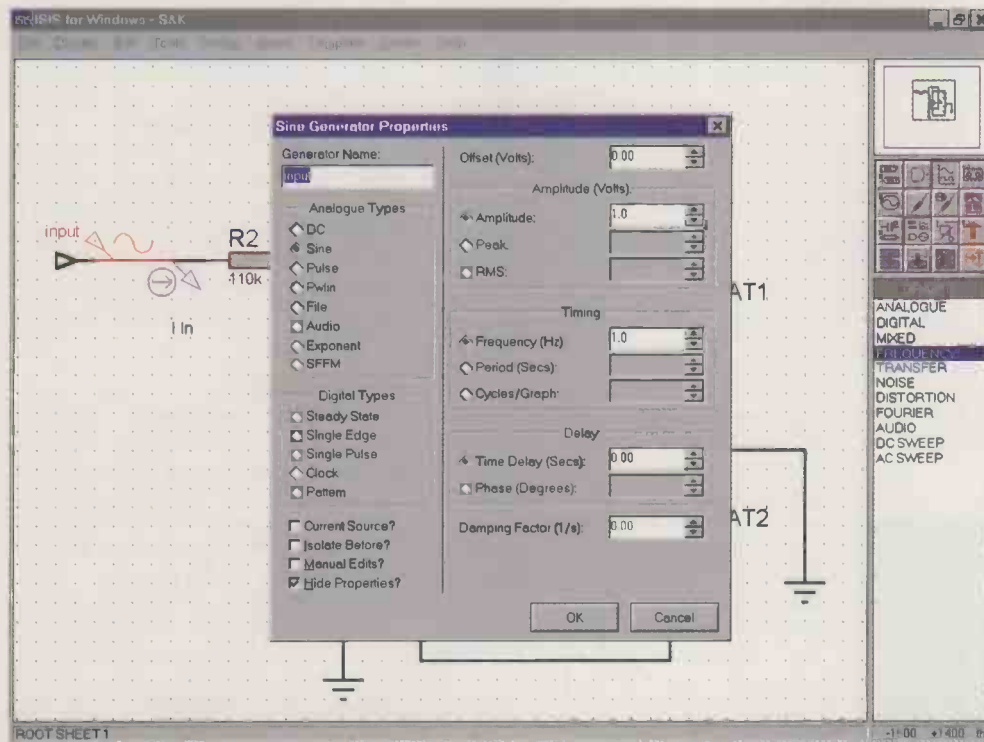 ISIS for Windows - S&K
Tools
Sine Generator Properties
Generator Name:
input
Analogue Types
DC
Sine
Pulse
Pwlin
File
Audio
Exponent
SFFM
Digital Types
Steady State
Single Edge
Single Pulse
Clock
Pattern
Current Source?
Isolate Before?
Manual Edits?
Hide Properties?
Offset (Volts): 0.00
Amplitude (Volts)
Amplitude: 1.0
Peak:
RMS:
Timing
Frequency (Hz) 1.0
Period (Secs):
Cycles/Graph:
Delay
Time Delay (Secs): 0.00
Phase (Degrees):
Damping Factor (1/s): 0.00
OK Cancel
input
R2
110k
I In
AT1
AT2
ANALOGUE
DIGITAL
MIXED
FREQUENCY
TRANSFER
NOISE
DISTORTION
FOURIER
AUDIO
DC SWEEP
AC SWEEP
ROOT SHEET 1
+1400 th